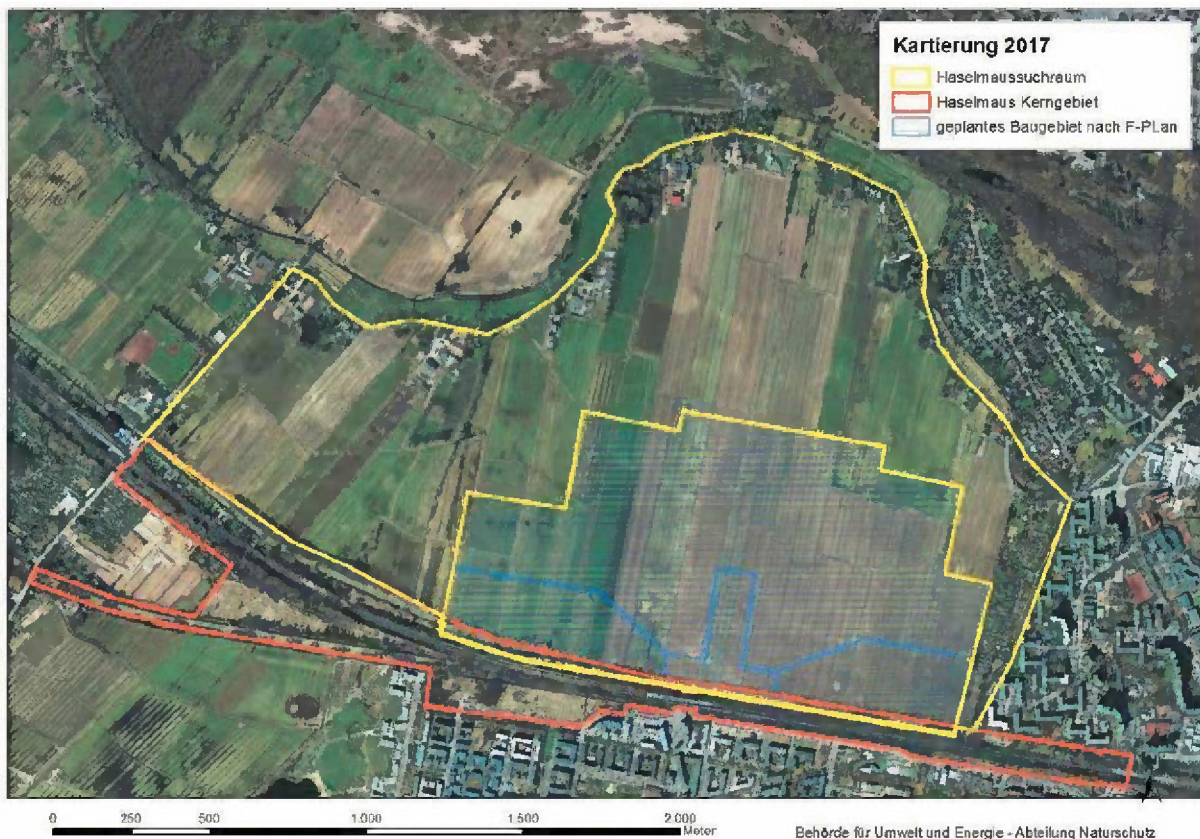 Kartierung 2017
Haselmaussuchraum
Haselmaus Kerngebiet
geplantes Baugebiet nach F-PLan
0 250 500 1.000 1.500 2.000
Meter
Behörde für Umwelt und Energie - Abteilung Naturschutz